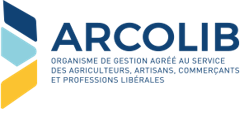 ARCOLIB
ORGANISME DE GESTION AGRÉÉ AU SERVICE
DES AGRICULTEURS, ARTISANS, COMMERÇANTS
ET PROFESSIONS LIBÉRALES